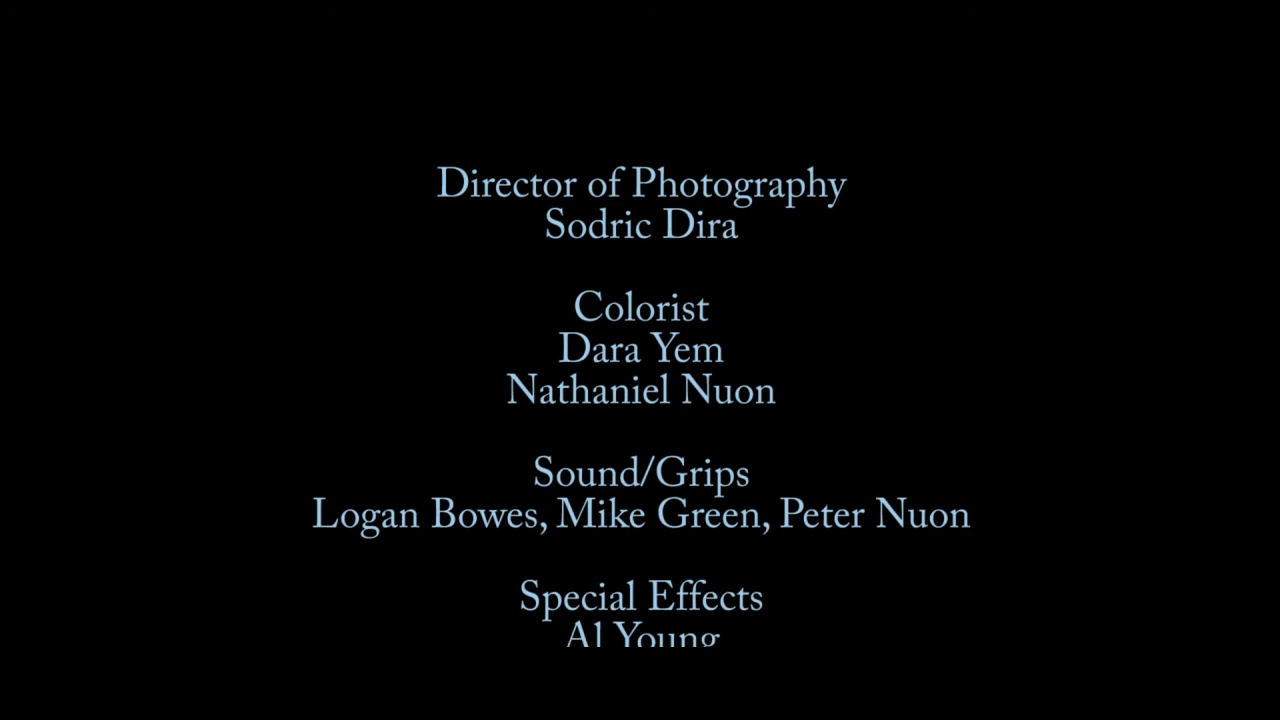 Director of Photography
Sodric Dira
Colorist
Dara Yem
Nathaniel Nuon
Sound/Grips
Logan Bowes, Mike Green, Peter Nuon
Special Effects
Al Young